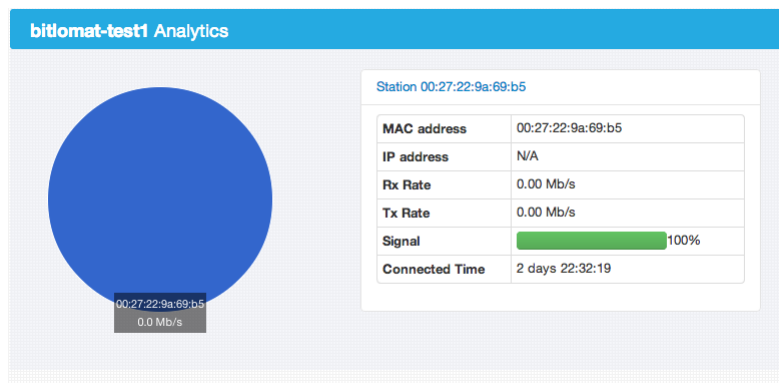 bitlomat-test1 Analytics
Station 00:27:22:9a:69:b5
MAC address 00:27:22:9a:69:b5
IP address N/A
Rx Rate 0.00 Mb/s
Tx Rate 0.00 Mb/s
Signal 100%
Connected Time 2 days 22:32:19
00:27:22:9a:69:b5
0.0 Mb/s